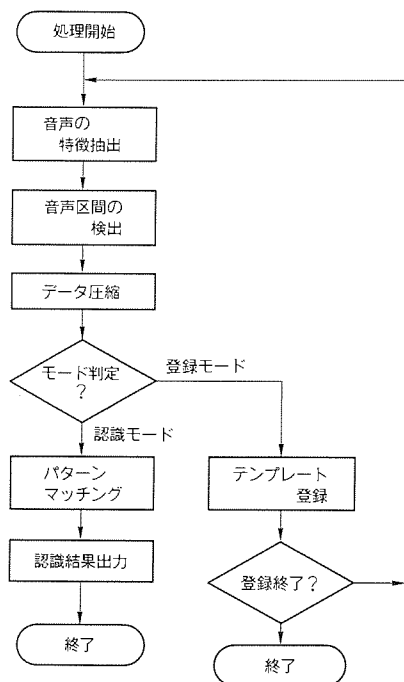 処理開始
音声の
特徴抽出
音声区間の
検出
データ圧縮
モード判定
?
登録モード
認識モード
パターン
マッチング
テンプレート
登録
認識結果出力
登録終了?
終了
終了